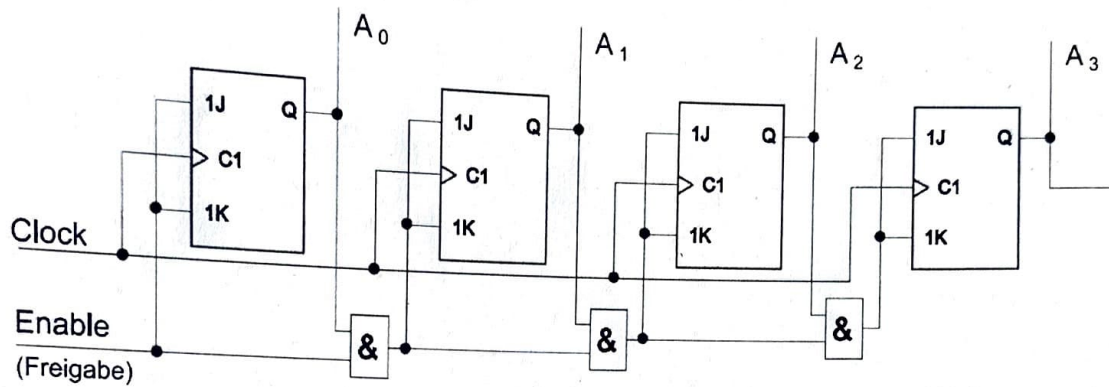 A0
A1
A2
A3
1J
Q
C1
1K
1J
Q
C1
1K
1J
Q
C1
1K
1J
Q
C1
1K
Clock
Enable
(Freigabe)
&
&
&